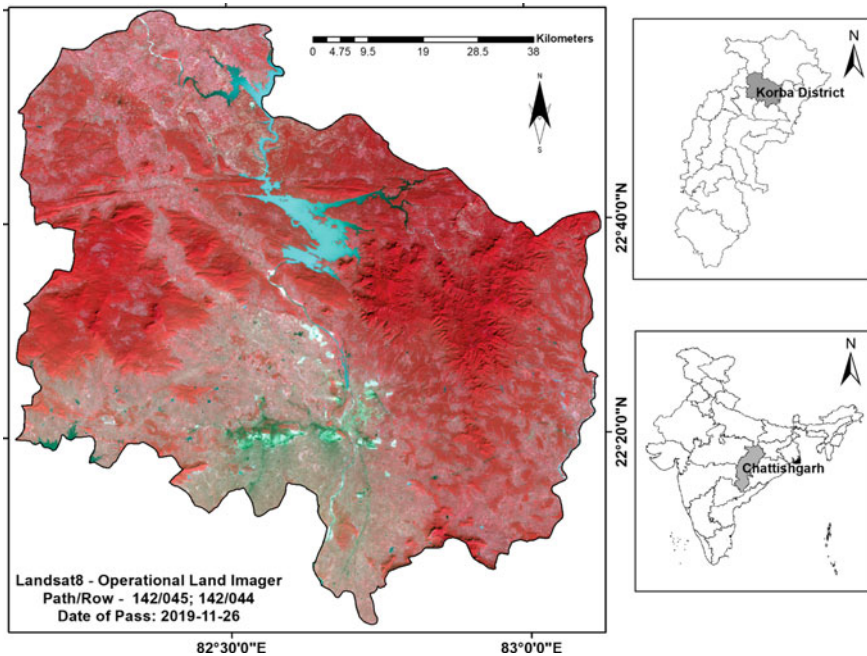 Kilometers
0 4.75 9.5 19 28.5 38
N
S
22°40'0"N
22°20'0"N
Landsat8 - Operational Land Imager
Path/Row - 142/045; 142/044
Date of Pass: 2019-11-26
82°30'0"E 83°0'0"E
N
Korba District
N
Chattishgarh